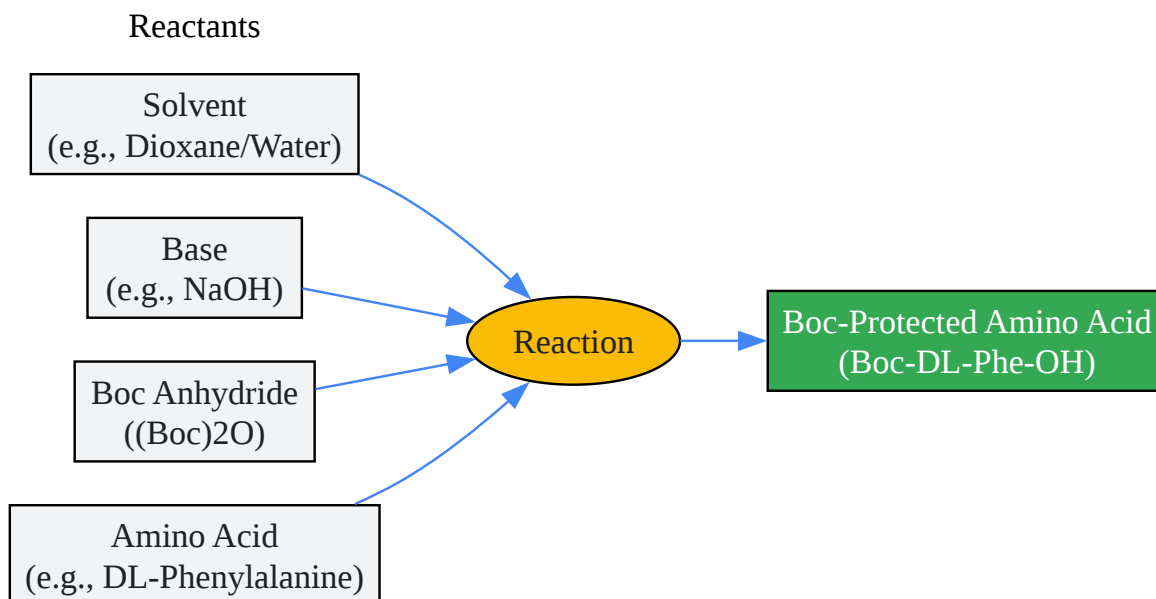 Reactants
Solvent
(e.g., Dioxane/Water)
Base
(e.g., NaOH)
Boc Anhydride
((Boc)2O)
Amino Acid
(e.g., DL-Phenylalanine)
Reaction
Boc-Protected Amino Acid
(Boc-DL-Phe-OH)